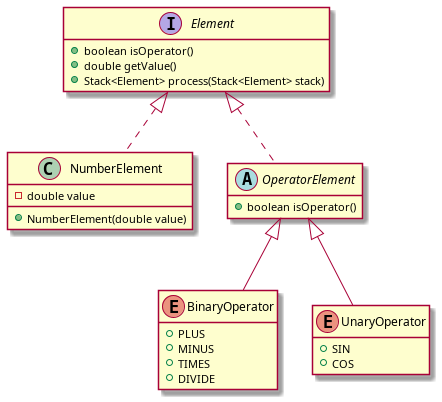 I Element
boolean isOperator()
double getValue()
Stack<Element> process(Stack<Element> stack)
C NumberElement
double value
NumberElement(double value)
A OperatorElement
boolean isOperator()
E BinaryOperator
PLUS
MINUS
TIMES
DIVIDE
E UnaryOperator
SIN
COS